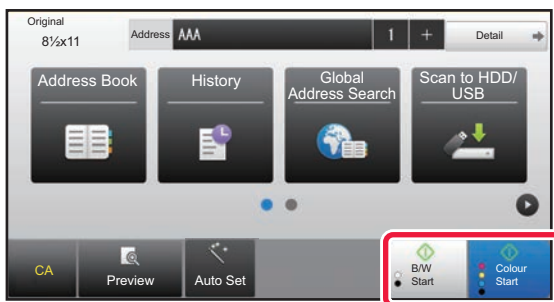 Original
8½x11
Address AAA 1 + Detail
Address Book
History
Global
Address Search
Scan to HDD/
USB
CA
Preview
Auto Set
B/W
Start
Colour
Start